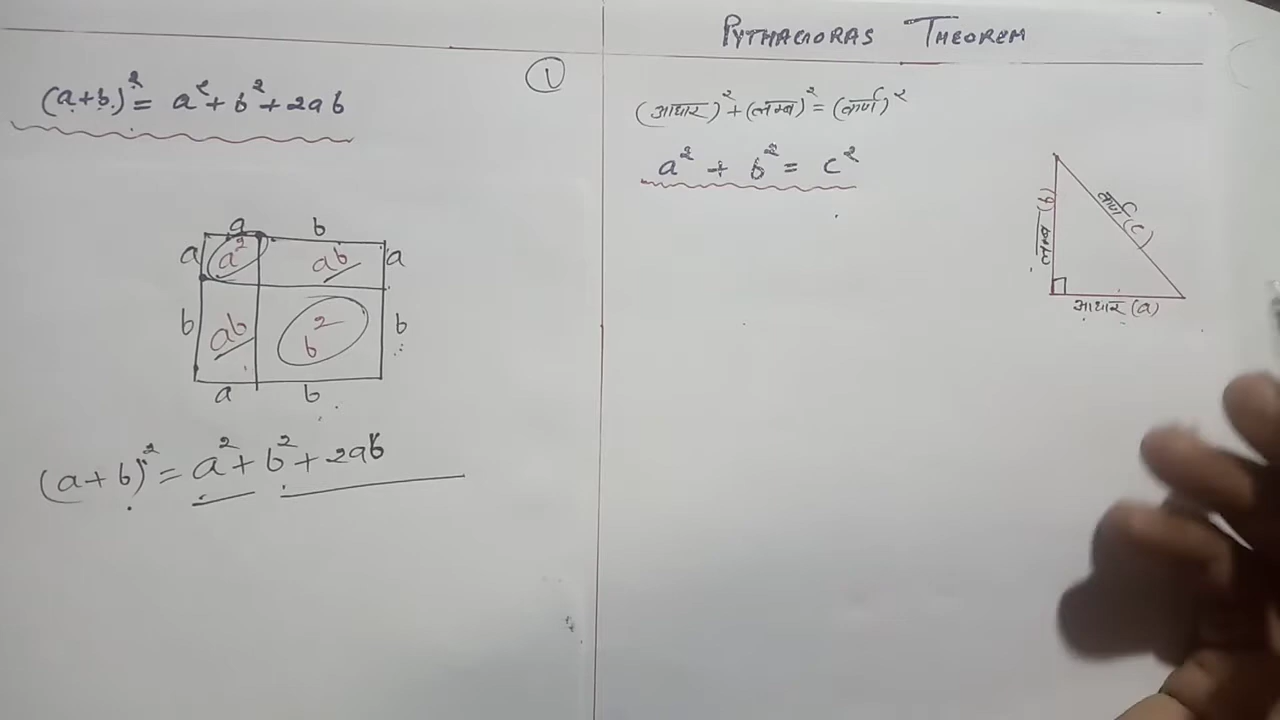 PYTHAGORAS THEOREM
①
(a+b)² = a²+b²+2ab
a b
a a² ab a
b ab b² b
a b
(a+b)² = a²+b²+2ab
(आधार)²+(लम्ब)²=(कर्ण)²
a² + b² = c²
लम्ब (b)
कर्ण (c)
आधार (a)